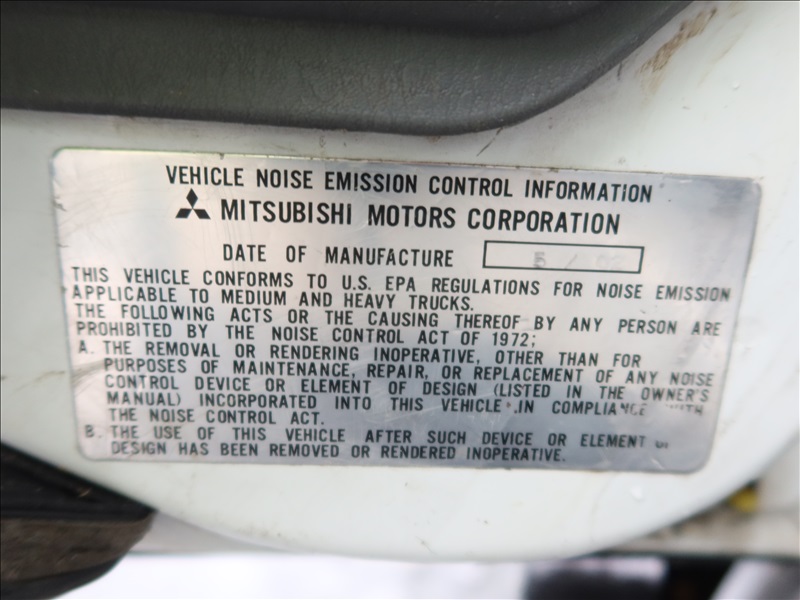 VEHICLE NOISE EMISSION CONTROL INFORMATION
MITSUBISHI MOTORS CORPORATION
DATE OF MANUFACTURE 5 / 02
THIS VEHICLE CONFORMS TO U.S. EPA REGULATIONS FOR NOISE EMISSION
APPLICABLE TO MEDIUM AND HEAVY TRUCKS.
THE FOLLOWING ACTS OR THE CAUSING THEREOF BY ANY PERSON ARE
PROHIBITED BY THE NOISE CONTROL ACT OF 1972;
A. THE REMOVAL OR RENDERING INOPERATIVE, OTHER THAN FOR
PURPOSES OF MAINTENANCE, REPAIR, OR REPLACEMENT OF ANY NOISE
CONTROL DEVICE OR ELEMENT OF DESIGN (LISTED IN THE OWNER'S
MANUAL) INCORPORATED INTO THIS VEHICLE IN COMPLIANCE WITH
THE NOISE CONTROL ACT.
B. THE USE OF THIS VEHICLE AFTER SUCH DEVICE OR ELEMENT OF
DESIGN HAS BEEN REMOVED OR RENDERED INOPERATIVE.